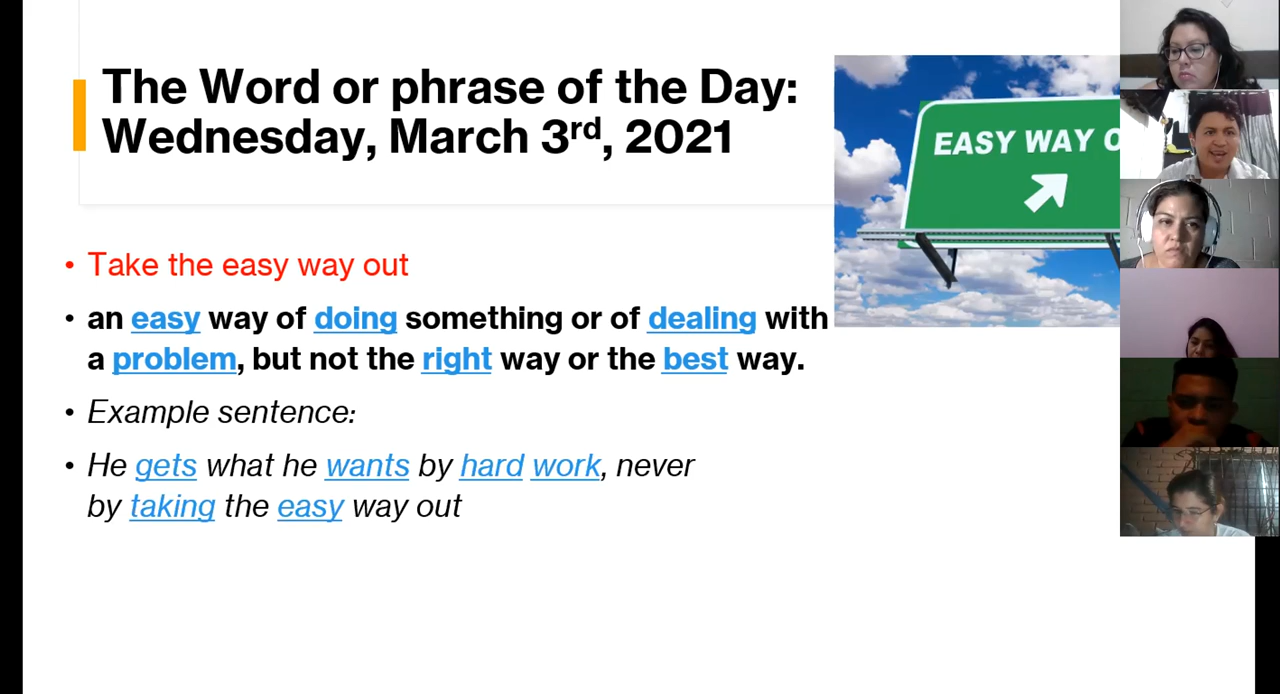 The Word or phrase of the Day:
Wednesday, March 3rd, 2021
EASY WAY
• Take the easy way out
• an easy way of doing something or of dealing with
a problem, but not the right way or the best way.
• Example sentence:
• He gets what he wants by hard work, never
by taking the easy way out